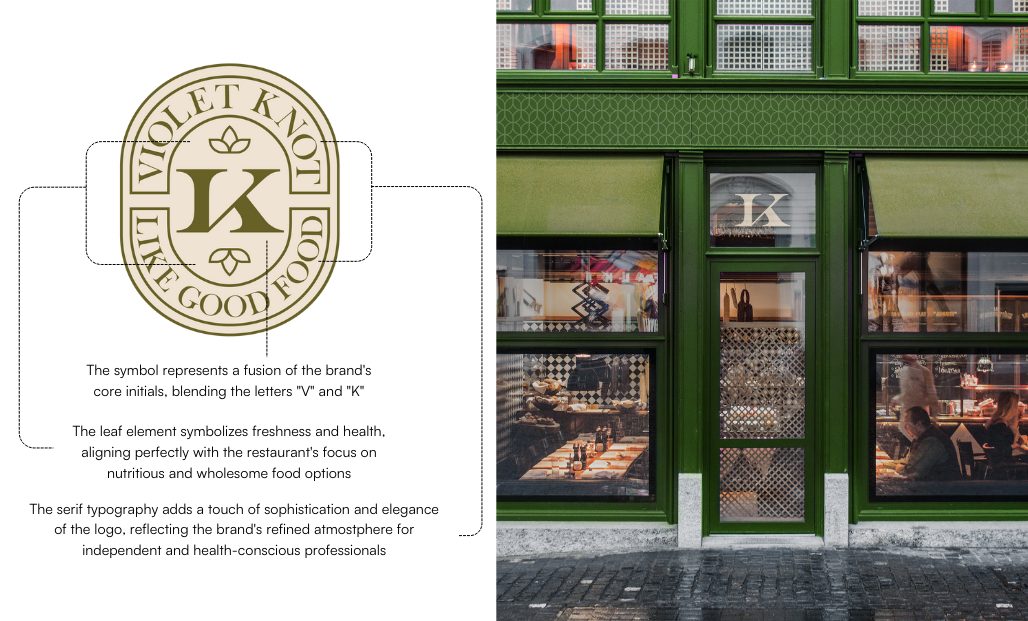 VIOLET KNOT
K
LIKE GOOD FOOD
The symbol represents a fusion of the brand's
core initials, blending the letters "V" and "K"
The leaf element symbolizes freshness and health,
aligning perfectly with the restaurant's focus on
nutritious and wholesome food options
The serif typography adds a touch of sophistication and elegance
of the logo, reflecting the brand's refined atmostphere for
independent and health-conscious professionals
K